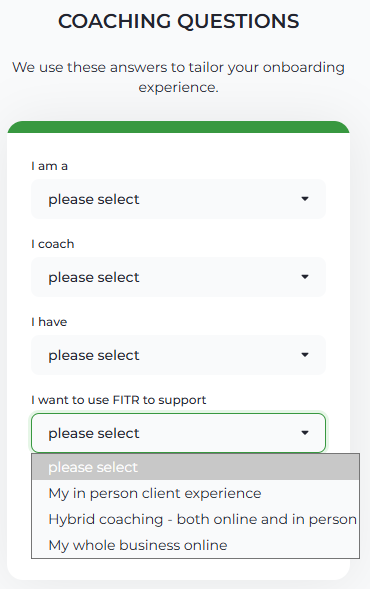 COACHING QUESTIONS
We use these answers to tailor your onboarding
experience.
I am a
please select
I coach
please select
I have
please select
I want to use FITR to support
please select
please select
My in person client experience
Hybrid coaching - both online and in person
My whole business online